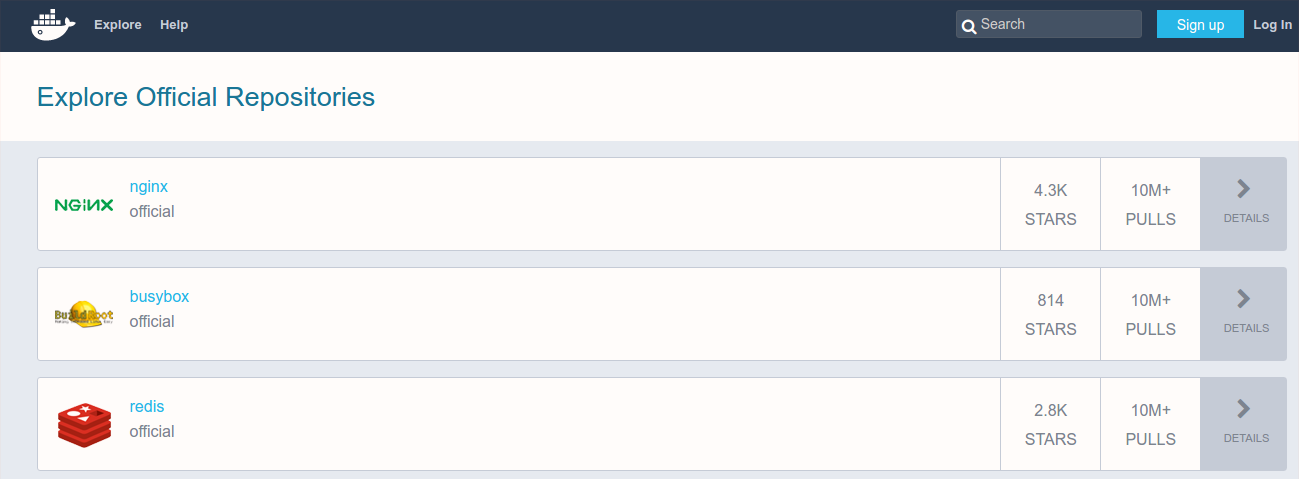 Explore Help Search Sign up Log In
Explore Official Repositories
NGINX
nginx
official
4.3K
STARS
10M+
PULLS
DETAILS
BuildRoot
busybox
official
814
STARS
10M+
PULLS
DETAILS
redis
official
2.8K
STARS
10M+
PULLS
DETAILS